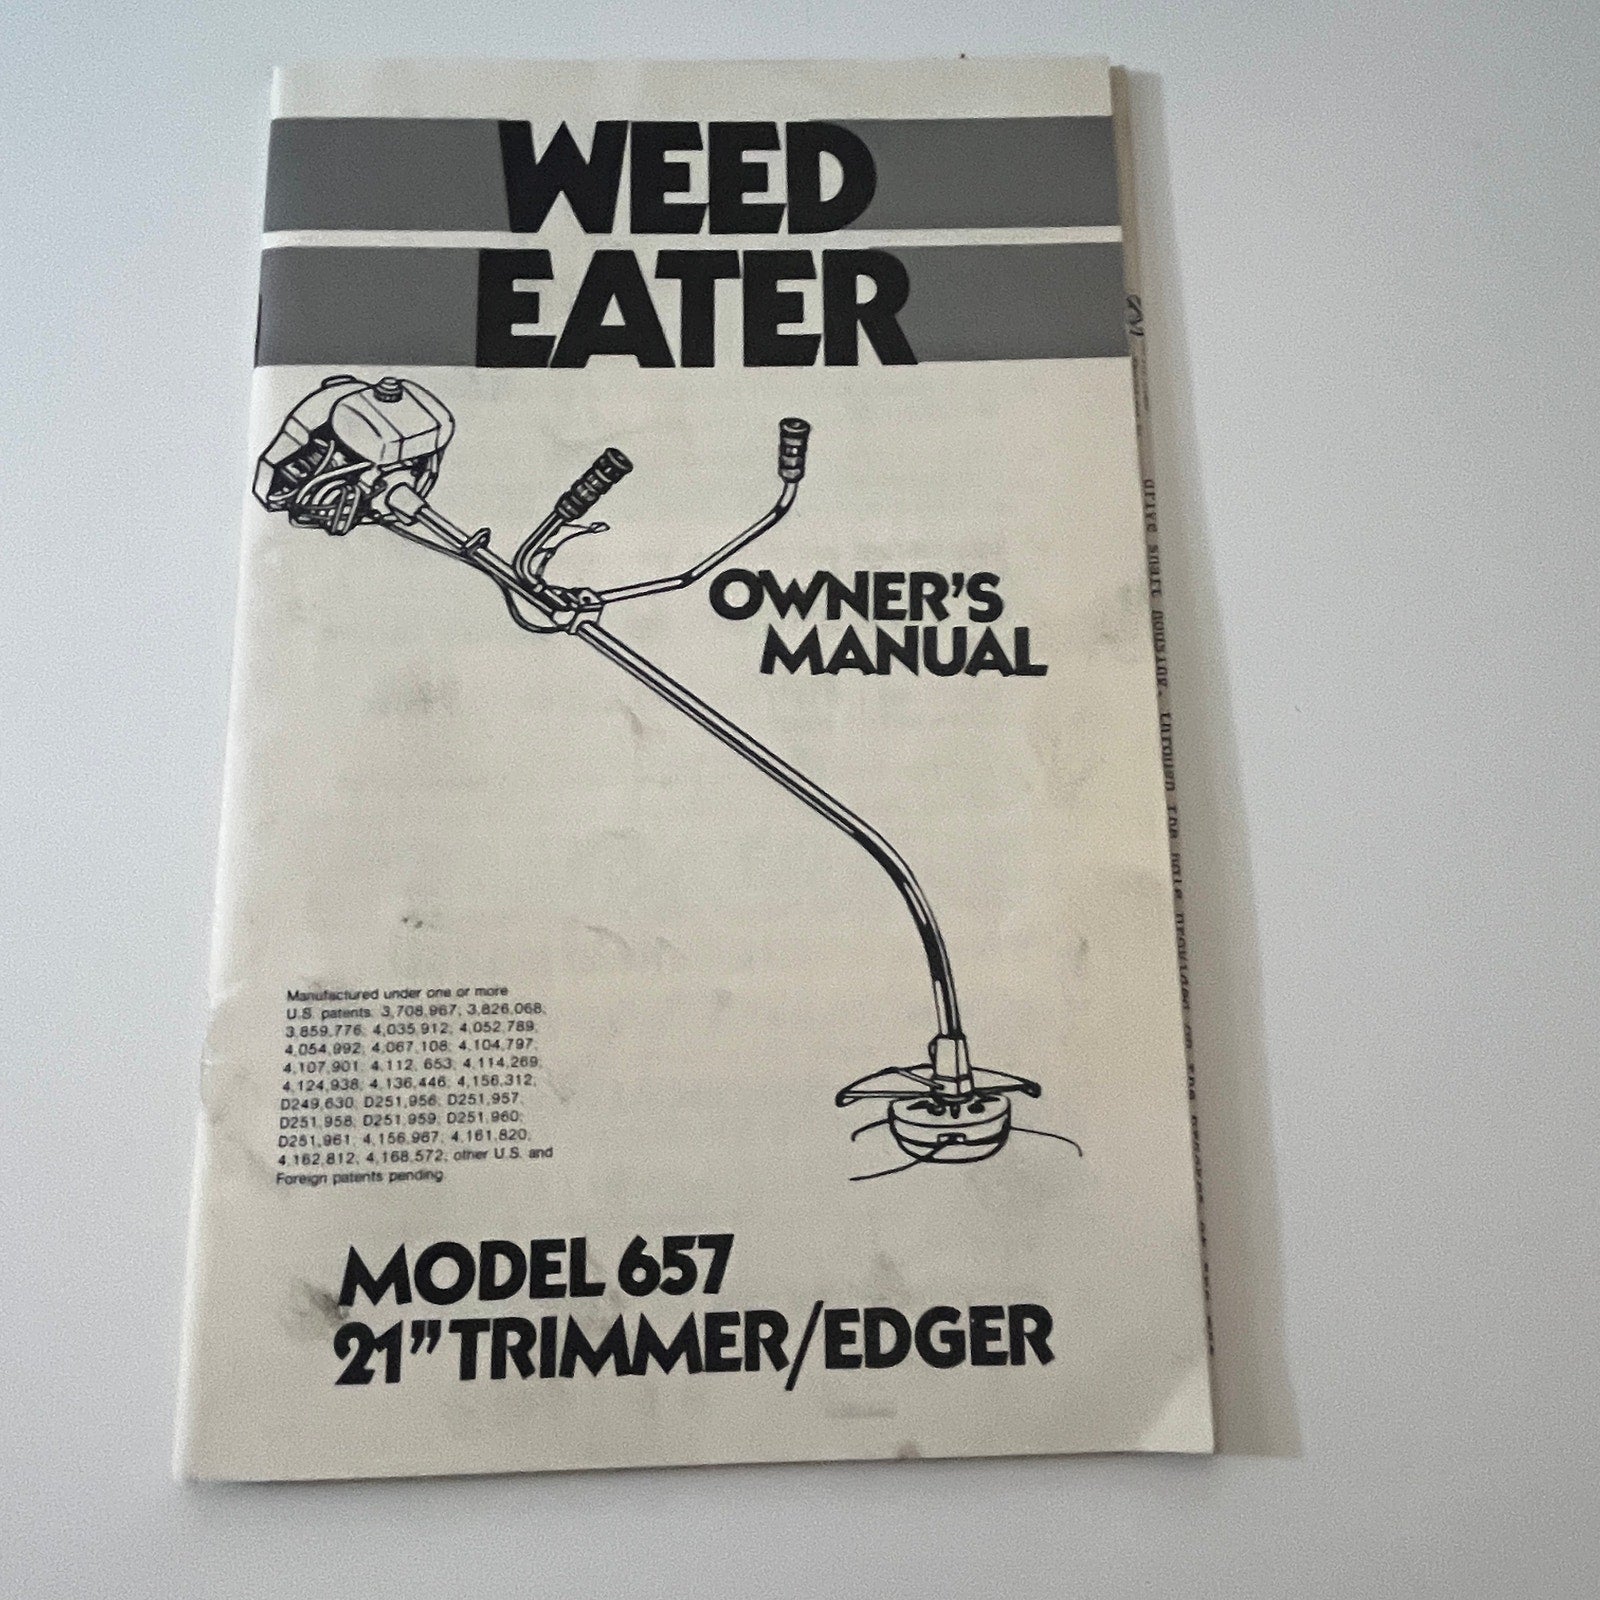 WEED
EATER
OWNER'S
MANUAL
Manufactured under one or more
U.S. patents: 3,708,967; 3,826,068;
3,859,776; 4,035,912; 4,052,789;
4,054,992; 4,067,108; 4,104,797;
4,107,901; 4,112, 653; 4,114,269;
4,124,938; 4,136,446; 4,156,312;
D249,630; D251,956; D251,957;
D251,958; D251,959; D251,960;
D251,961; 4,156,967; 4,161,820;
4,162,812; 4,168,572; other U.S. and
Foreign patents pending
MODEL 657
21" TRIMMER/EDGER